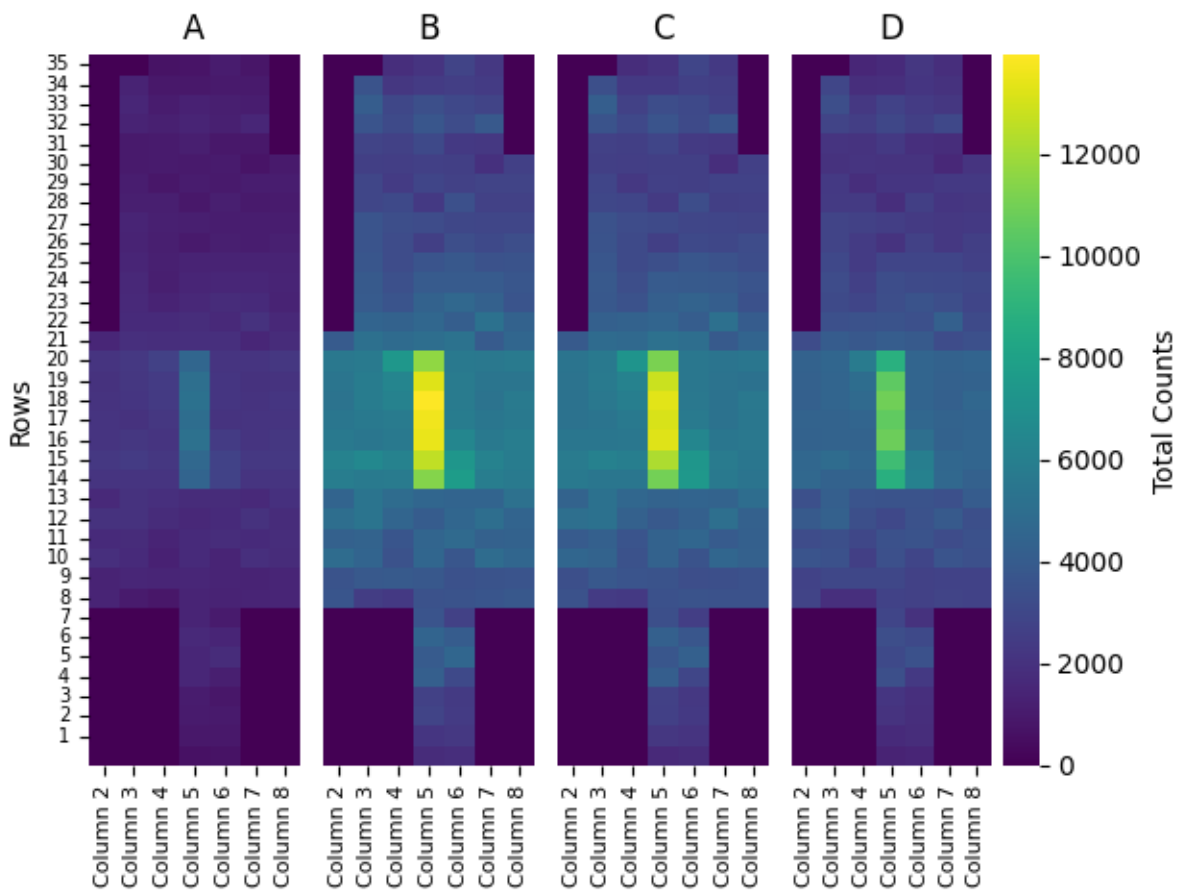 A B C D
35
34
33
32
31
30
29
28
27
26
25
24
23
22
21
20
19
18
17
16
15
14
13
12
11
10
9
8
7
6
5
4
3
2
1
Rows
Column 2
Column 3
Column 4
Column 5
Column 6
Column 7
Column 8
Column 2
Column 3
Column 4
Column 5
Column 6
Column 7
Column 8
Column 2
Column 3
Column 4
Column 5
Column 6
Column 7
Column 8
Column 2
Column 3
Column 4
Column 5
Column 6
Column 7
Column 8
12000
10000
8000
6000
4000
2000
0
Total Counts